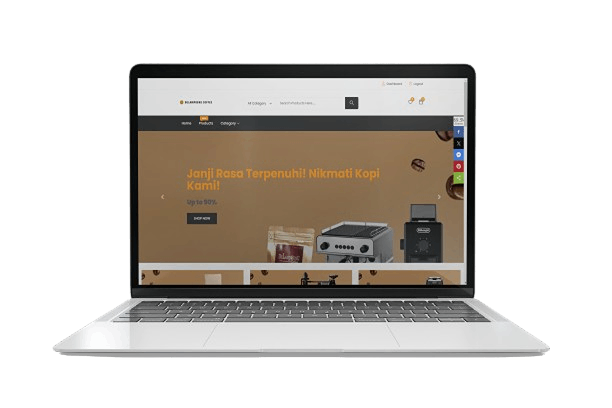 Dashboard
Logout
All Category
Search Products Here...
Home
Products
Category
Janji Rasa Terpenuhi! Nikmati Kopi
Kami!
Up to 50%
SHOP NOW